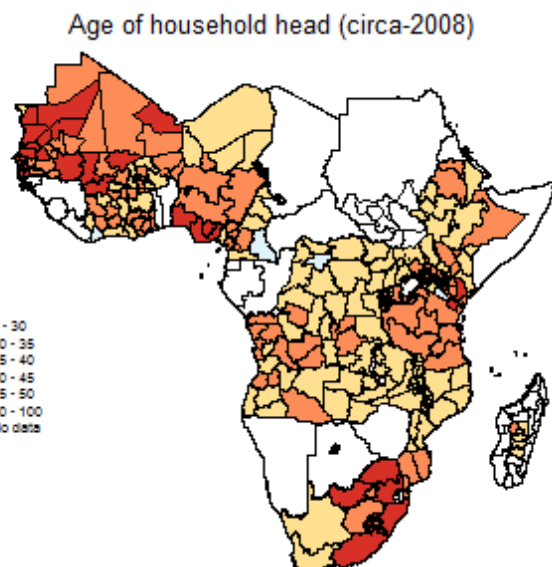 Age of household head (circa-2008)
- 30
0 - 35
5 - 40
0 - 45
5 - 50
0 - 100
o data